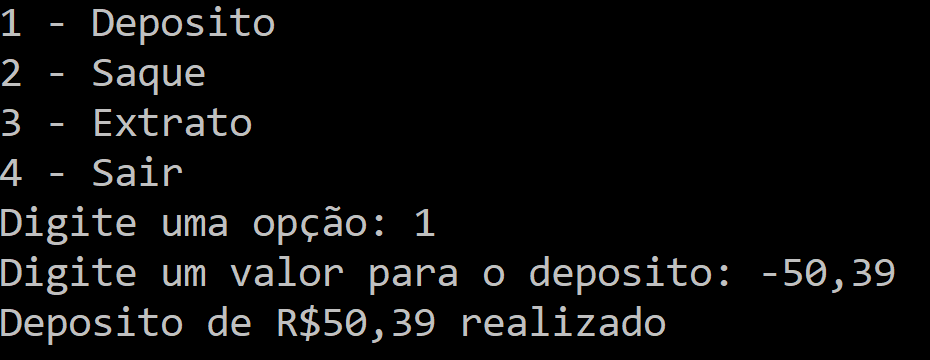 1 - Deposito
2 - Saque
3 - Extrato
4 - Sair
Digite uma opção: 1
Digite um valor para o deposito: -50,39
Deposito de R$50,39 realizado